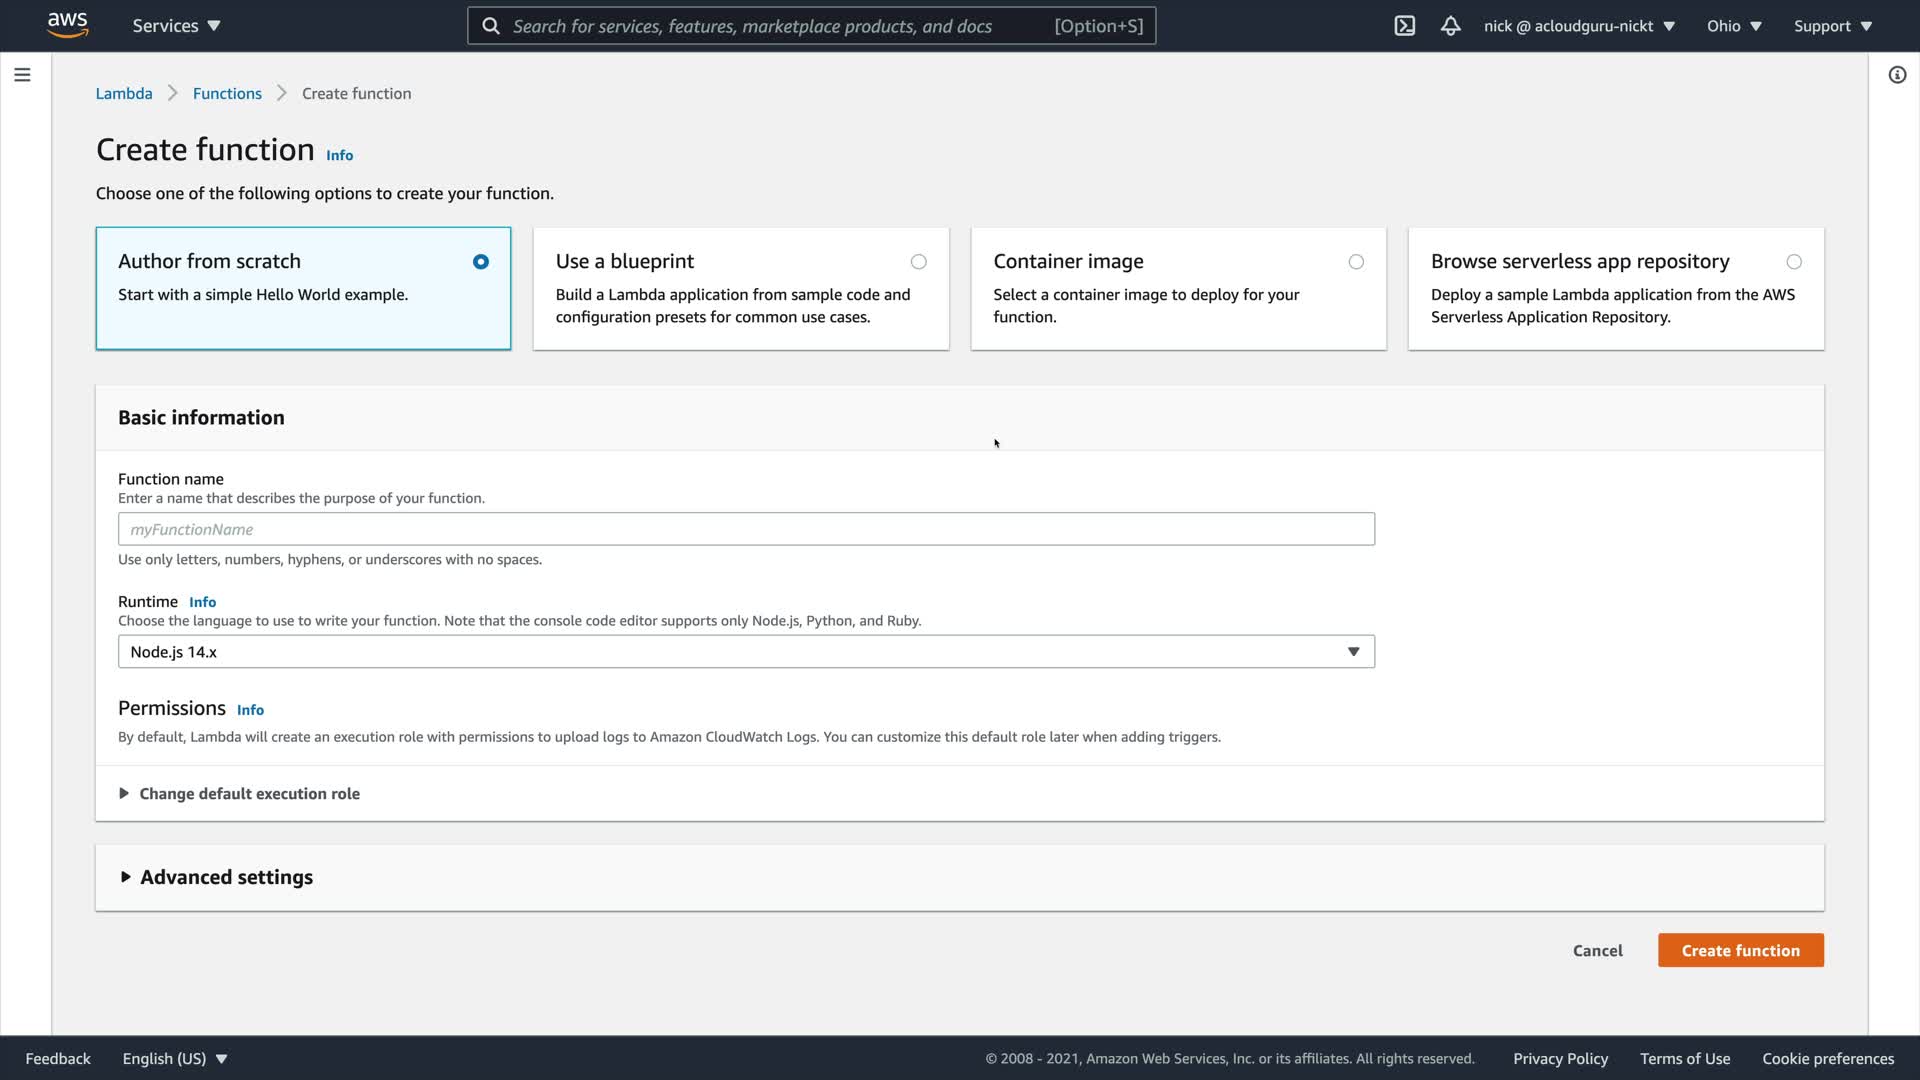 aws
Services
Search for services, features, marketplace products, and docs [Option+S]
nick @ acloudguru-nickt
Ohio
Support
Lambda
Functions
Create function
Create function Info
Choose one of the following options to create your function.
Author from scratch
Start with a simple Hello World example.
Use a blueprint
Build a Lambda application from sample code and
configuration presets for common use cases.
Container image
Select a container image to deploy for your
function.
Browse serverless app repository
Deploy a sample Lambda application from the AWS
Serverless Application Repository.
Basic information
Function name
Enter a name that describes the purpose of your function.
myFunctionName
Use only letters, numbers, hyphens, or underscores with no spaces.
Runtime Info
Choose the language to use to write your function. Note that the console code editor supports only Node.js, Python, and Ruby.
Node.js 14.x
Permissions Info
By default, Lambda will create an execution role with permissions to upload logs to Amazon CloudWatch Logs. You can customize this default role later when adding triggers.
Change default execution role
Advanced settings
Cancel
Create function
Feedback
English (US)
© 2008 - 2021, Amazon Web Services, Inc. or its affiliates. All rights reserved.
Privacy Policy
Terms of Use
Cookie preferences